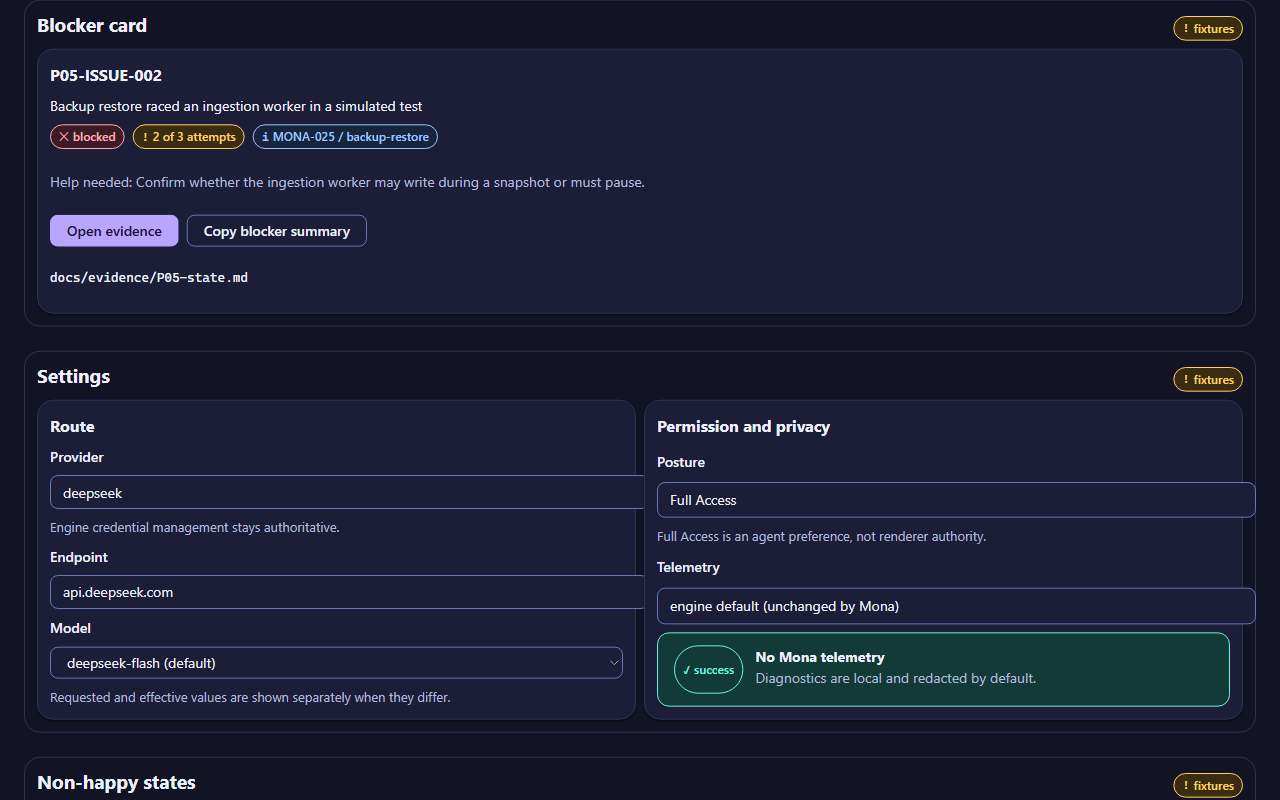 Blocker card
! fixtures
P05-ISSUE-002
Backup restore raced an ingestion worker in a simulated test
✕ blocked
! 2 of 3 attempts
i MONA-025 / backup-restore
Help needed: Confirm whether the ingestion worker may write during a snapshot or must pause.
Open evidence
Copy blocker summary
docs/evidence/P05-state.md
Settings
! fixtures
Route
Provider
deepseek
Engine credential management stays authoritative.
Endpoint
api.deepseek.com
Model
deepseek-flash (default)
Requested and effective values are shown separately when they differ.
Permission and privacy
Posture
Full Access
Full Access is an agent preference, not renderer authority.
Telemetry
engine default (unchanged by Mona)
✓ success
No Mona telemetry
Diagnostics are local and redacted by default.
Non-happy states
! fixtures